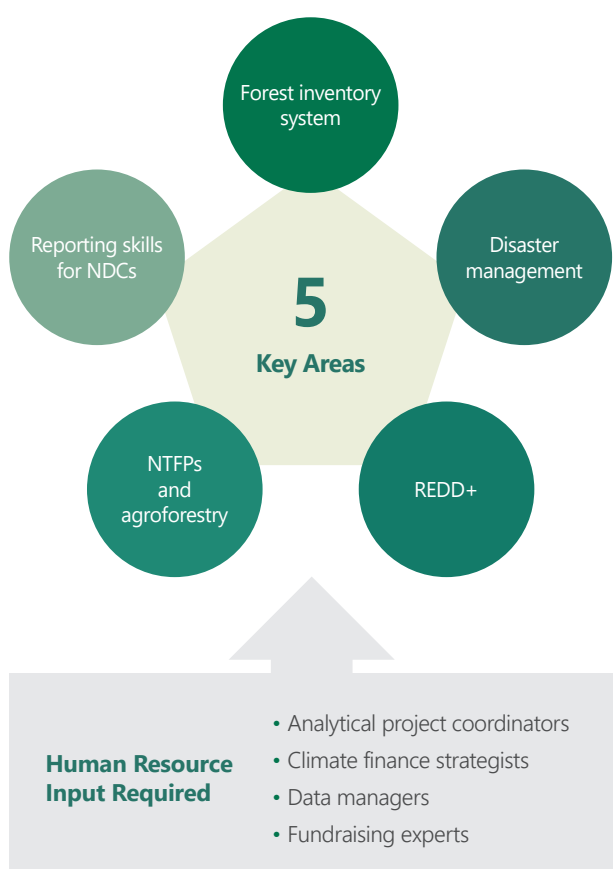 Forest inventory
system
Reporting skills
for NDCs
Disaster
management
5
Key Areas
NTFPs
and
agroforestry
REDD+
Human Resource
Input Required
• Analytical project coordinators
• Climate finance strategists
• Data managers
• Fundraising experts